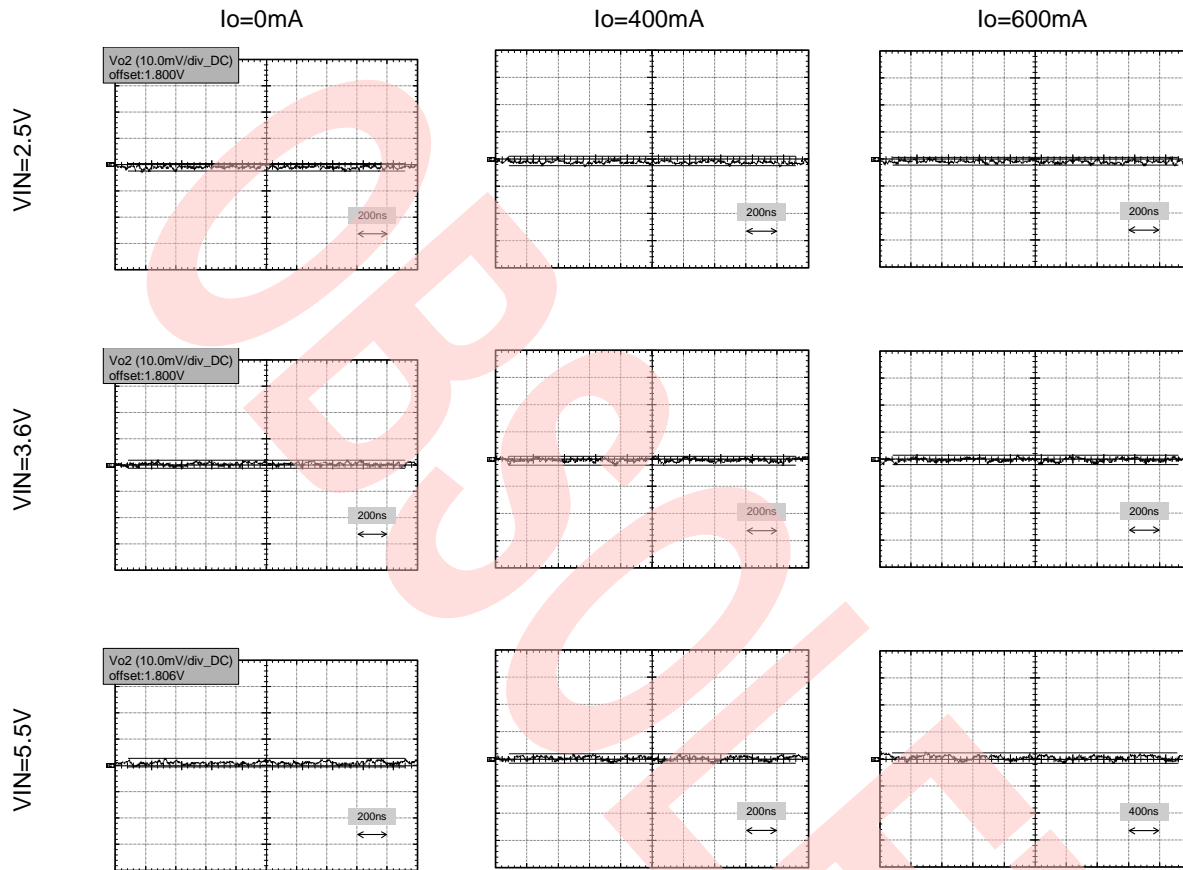 Io=0mA
Io=400mA
Io=600mA
VIN=2.5V
Vo2 (10.0mV/div_DC)
offset:1.800V
200ns
200ns
200ns
VIN=3.6V
Vo2 (10.0mV/div_DC)
offset:1.800V
200ns
200ns
200ns
VIN=5.5V
Vo2 (10.0mV/div_DC)
offset:1.806V
200ns
200ns
400ns